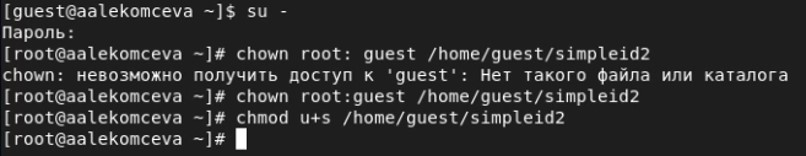 [guest@aalekomceva ~]$ su -
Пароль:
[root@aalekomceva ~]# chown root: guest /home/guest/simpleid2
chown: невозможно получить доступ к 'guest': Нет такого файла или каталога
[root@aalekomceva ~]# chown root:guest /home/guest/simpleid2
[root@aalekomceva ~]# chmod u+s /home/guest/simpleid2
[root@aalekomceva ~]#